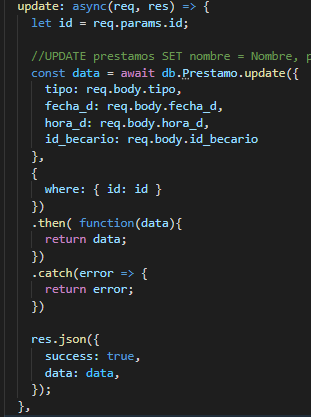 update: async(req, res) => {
let id = req.params.id;
//UPDATE prestamos SET nombre = Nombre, p
const data = await db.Prestamo.update({
tipo: req.body.tipo,
fecha_d: req.body.fecha_d,
hora_d: req.body.hora_d,
id_becario: req.body.id_becario
},
{
where: { id: id }
})
.then( function(data){
return data;
})
.catch(error => {
return error;
})
res.json({
success: true,
data: data,
});
},